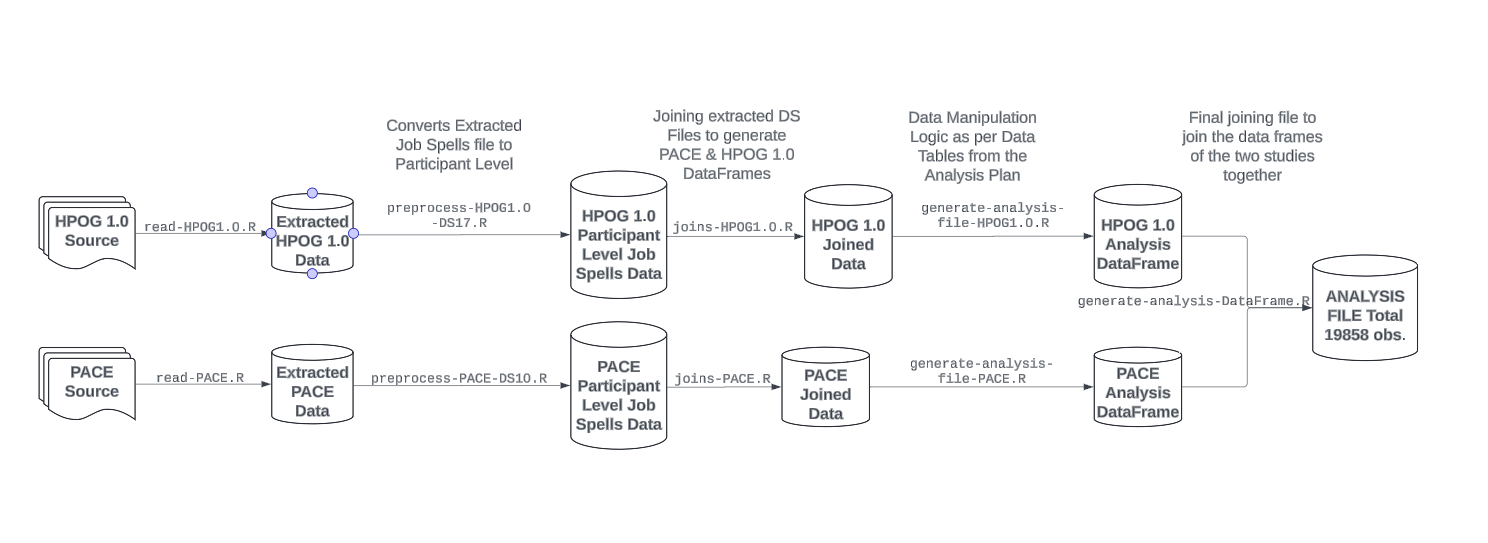 Converts Extracted
Job Spells file to
Participant Level
Joining extracted DS
Files to generate
PACE & HPOG 1.0
DataFrames
Data Manipulation
Logic as per Data
Tables from the
Analysis Plan
Final joining file to
join the data frames
of the two studies
together
HPOG 1.0
Source
read-HPOG1.0.R
Extracted
HPOG 1.0
Data
preprocess-HPOG1.0
-DS17.R
HPOG 1.0
Participant
Level Job
Spells Data
joins-HPOG1.0.R
HPOG 1.0
Joined
Data
generate-analysis-
file-HPOG1.0.R
HPOG 1.0
Analysis
DataFrame
generate-analysis-DataFrame.R
ANALYSIS
FILE Total
19858 obs.
PACE
Source
read-PACE.R
Extracted
PACE
Data
preprocess-PACE-DS10.R
PACE
Participant
Level Job
Spells Data
joins-PACE.R
PACE
Joined
Data
generate-analysis-
file-PACE.R
PACE
Analysis
DataFrame